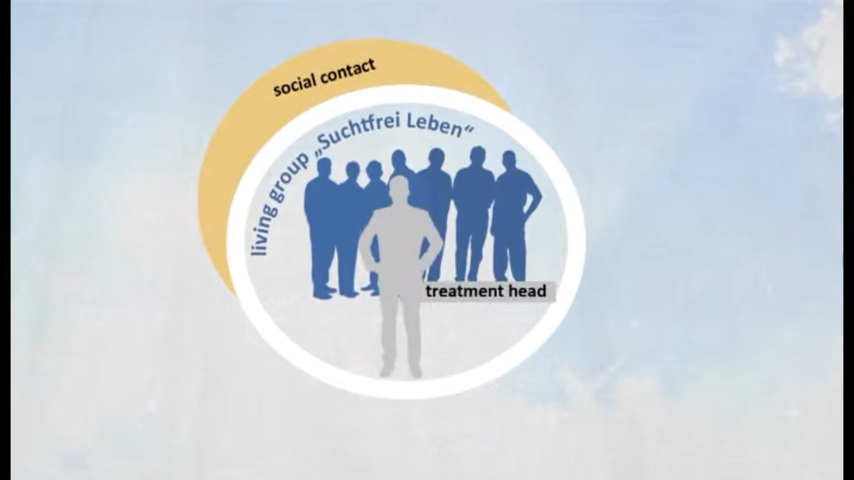 social contact
living group „Suchtfrei Leben“
treatment head